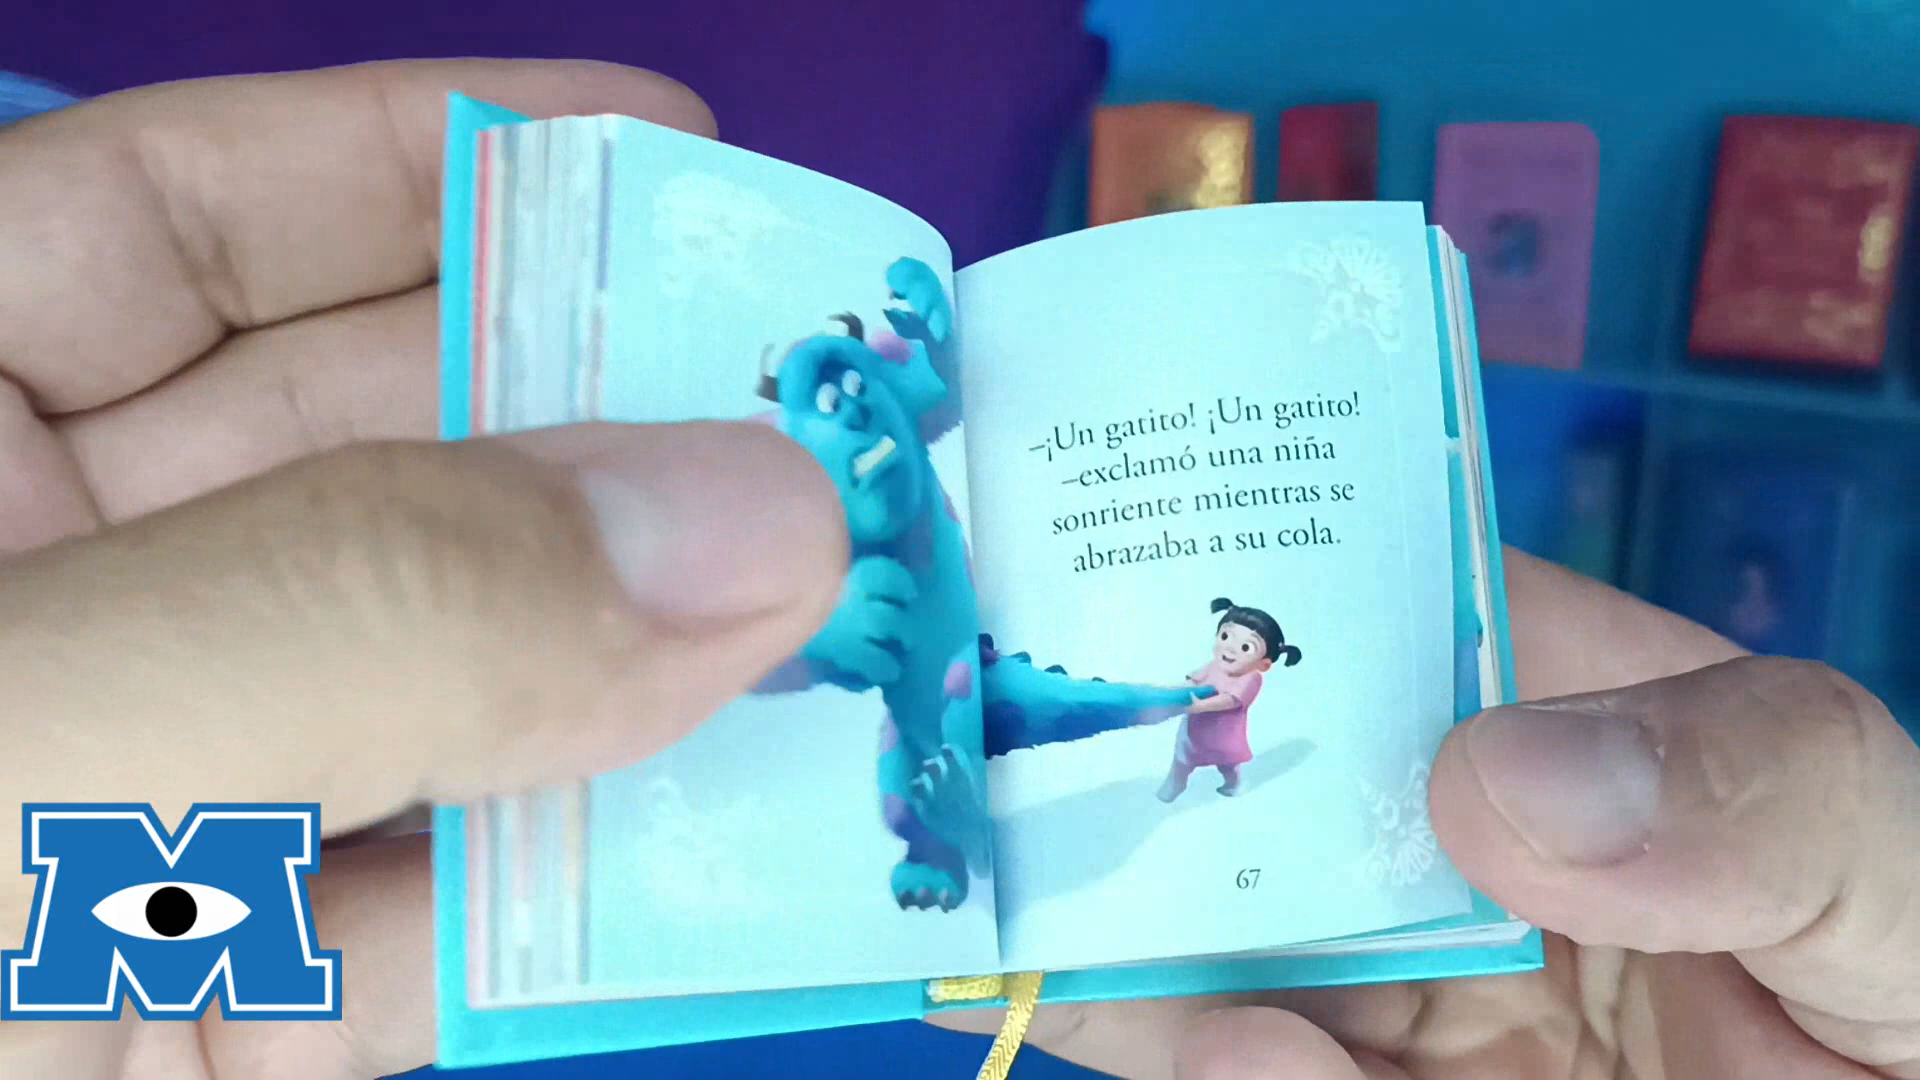 –¡Un gatito! ¡Un gatito!
–exclamó una niña
sonriente mientras se
abrazaba a su cola.
67
M